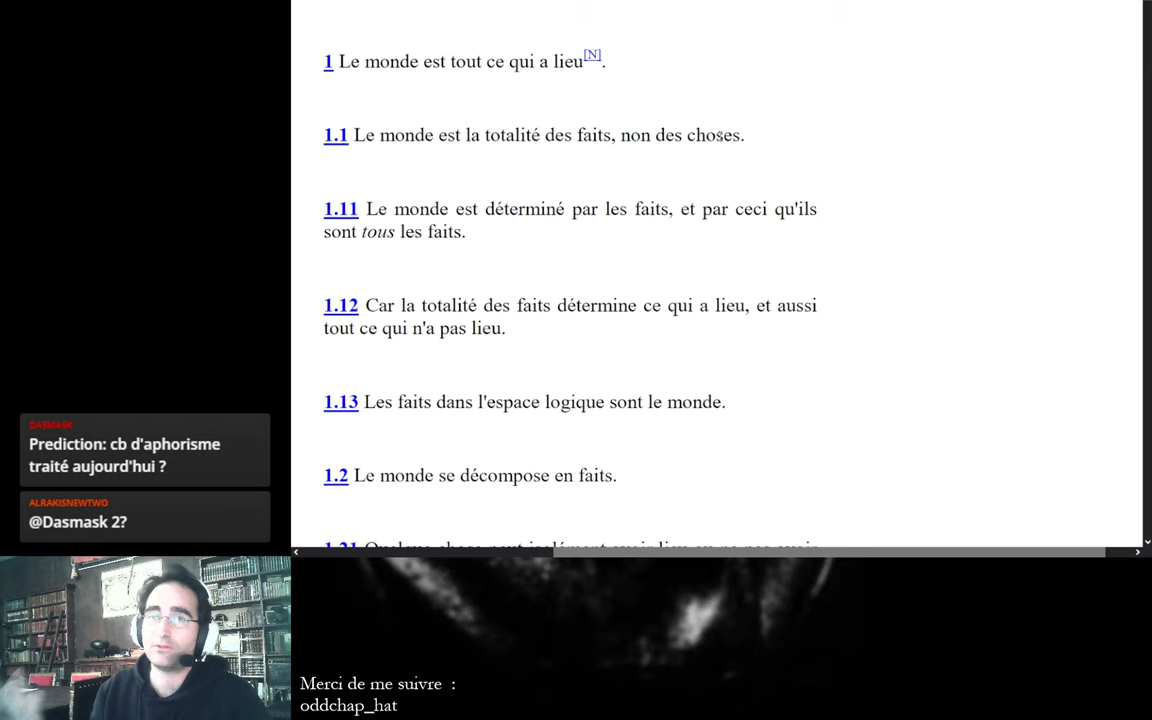 1 Le monde est tout ce qui a lieu[N].
1.1 Le monde est la totalité des faits, non des choses.
1.11 Le monde est déterminé par les faits, et par ceci qu'ils
sont tous les faits.
1.12 Car la totalité des faits détermine ce qui a lieu, et aussi
tout ce qui n'a pas lieu.
1.13 Les faits dans l'espace logique sont le monde.
1.2 Le monde se décompose en faits.
DASMASK
Prediction: cb d'aphorisme
traité aujourd'hui ?
ALRAKISNEWTWO
@Dasmask 2?
Merci de me suivre :
oddchap_hat